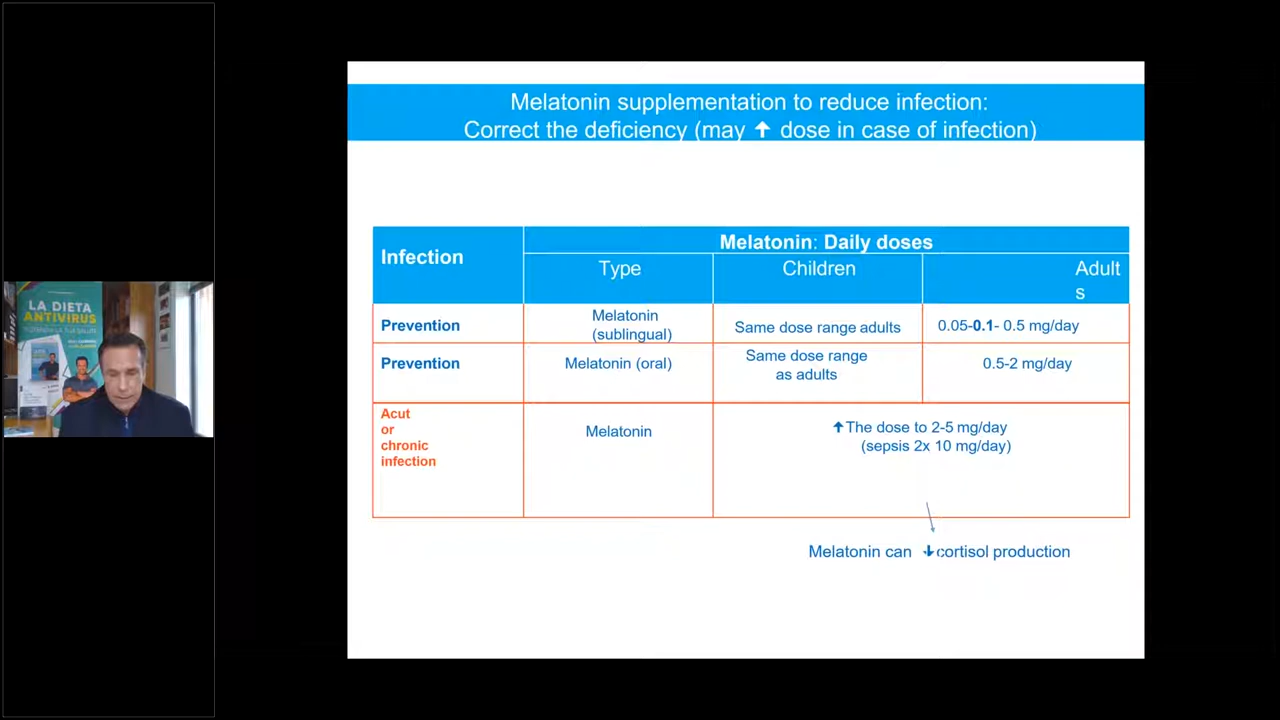 Melatonin supplementation to reduce infection:
Correct the deficiency (may ↑ dose in case of infection)
Infection
Melatonin: Daily doses
Type
Children
Adult
s
Prevention
Melatonin
(sublingual)
Same dose range adults
0.05-0.1- 0.5 mg/day
Prevention
Melatonin (oral)
Same dose range
as adults
0.5-2 mg/day
Acut
or
chronic
infection
Melatonin
↑ The dose to 2-5 mg/day
(sepsis 2x 10 mg/day)
Melatonin can ↓ cortisol production
LA DIETA
ANTIVIRUS